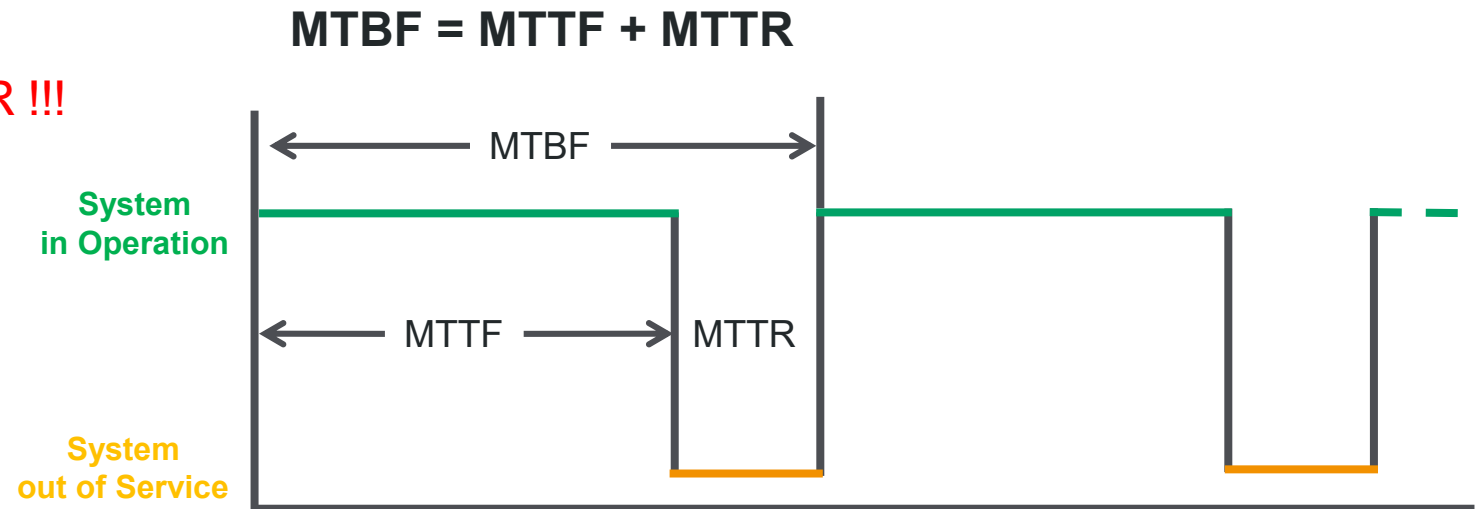 MTBF = MTTF + MTTR
R !!!
MTBF
System
in Operation
MTTF
MTTR
System
out of Service